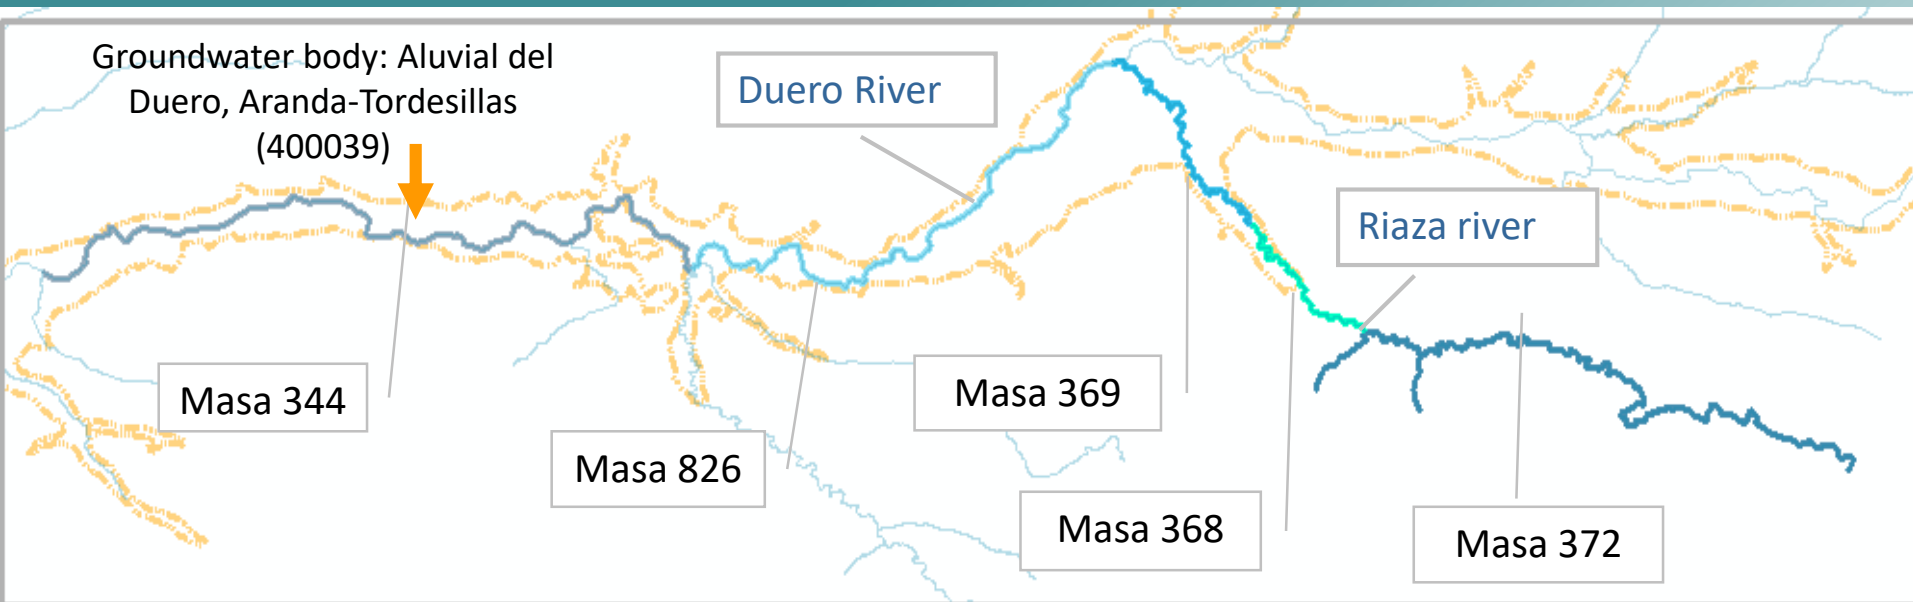 Groundwater body: Aluvial del
Duero, Aranda-Tordesillas
(400039)
Duero River
Riaza river
Masa 344
Masa 369
Masa 826
Masa 368
Masa 372